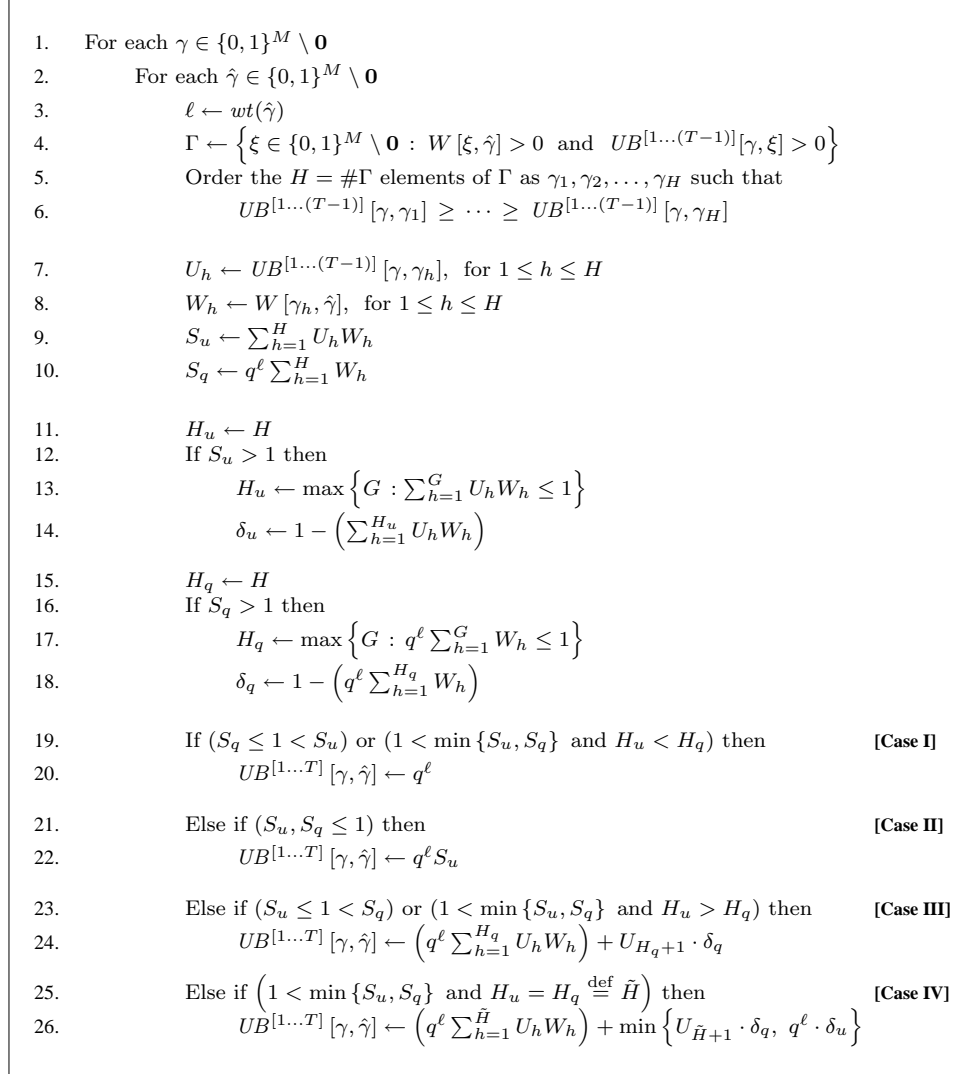 1. For each γ ∈ {0, 1}^M \ 𝟎
2. For each γ̂ ∈ {0, 1}^M \ 𝟎
3. ℓ ← wt(γ̂)
4. Γ ← {ξ ∈ {0, 1}^M \ 𝟎 : W [ξ, γ̂] > 0 and UB^[1...(T−1)][γ, ξ] > 0}
5. Order the H = #Γ elements of Γ as γ_1, γ_2, . . . , γ_H such that
6. UB^[1...(T−1)] [γ, γ_1] ≥ · · · ≥ UB^[1...(T−1)] [γ, γ_H]
7. U_h ← UB^[1...(T−1)] [γ, γ_h], for 1 ≤ h ≤ H
8. W_h ← W [γ_h, γ̂], for 1 ≤ h ≤ H
9. S_u ← ∑_{h=1}^{H} U_h W_h
10. S_q ← q^ℓ ∑_{h=1}^{H} W_h
11. H_u ← H
12. If S_u > 1 then
13. H_u ← max {G : ∑_{h=1}^{G} U_h W_h ≤ 1}
14. δ_u ← 1 − (∑_{h=1}^{H_u} U_h W_h)
15. H_q ← H
16. If S_q > 1 then
17. H_q ← max {G : q^ℓ ∑_{h=1}^{G} W_h ≤ 1}
18. δ_q ← 1 − (q^ℓ ∑_{h=1}^{H_q} W_h)
19. If (S_q ≤ 1 < S_u) or (1 < min {S_u, S_q} and H_u < H_q) then [Case I]
20. UB^[1...T] [γ, γ̂] ← q^ℓ
21. Else if (S_u, S_q ≤ 1) then [Case II]
22. UB^[1...T] [γ, γ̂] ← q^ℓ S_u
23. Else if (S_u ≤ 1 < S_q) or (1 < min {S_u, S_q} and H_u > H_q) then [Case III]
24. UB^[1...T] [γ, γ̂] ← (q^ℓ ∑_{h=1}^{H_q} U_h W_h) + U_{H_q+1} · δ_q
25. Else if (1 < min {S_u, S_q} and H_u = H_q def= H̃) then [Case IV]
26. UB^[1...T] [γ, γ̂] ← (q^ℓ ∑_{h=1}^{H̃} U_h W_h) + min {U_{H̃+1} · δ_q, q^ℓ · δ_u}